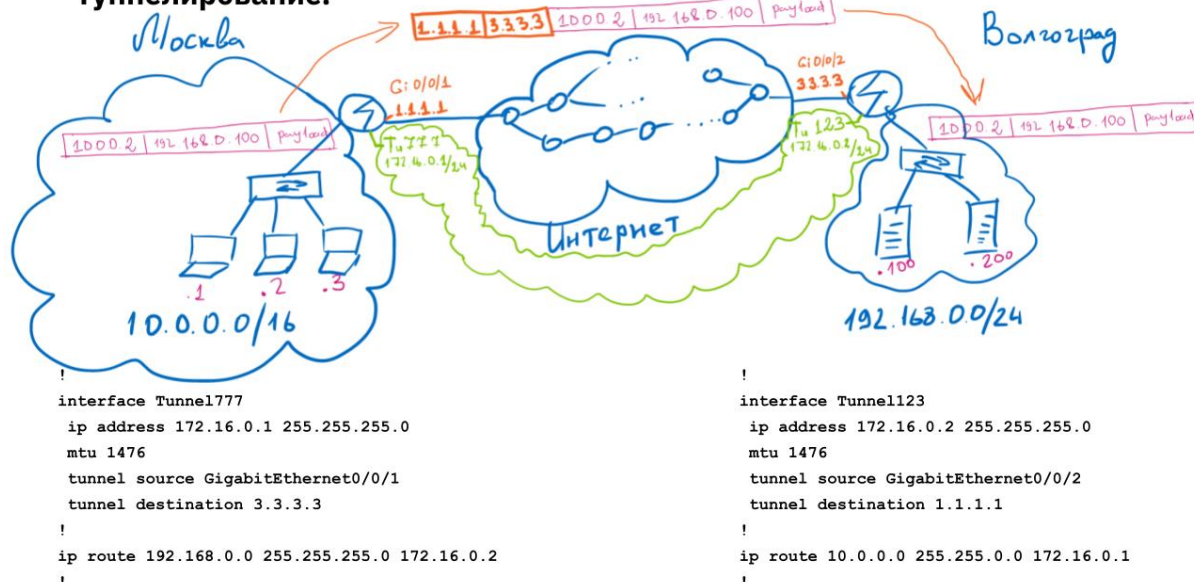 Туннелирование.
Москва
1.1.1.1 3.3.3.3 10.0.0.2 192.168.0.100 payload
Волгоград
Gi0/0/1
1.1.1.1
Gi0/0/2
3.3.3.3
10.0.0.2 192.168.0.100 payload
Tu777
172.16.0.1/24
Tu123
172.16.0.2/24
10.0.0.2 192.168.0.100 payload
Интернет
.1 .2 .3
.100 .200
10.0.0.0/16
192.168.0.0/24
!
interface Tunnel777
ip address 172.16.0.1 255.255.255.0
mtu 1476
tunnel source GigabitEthernet0/0/1
tunnel destination 3.3.3.3
!
ip route 192.168.0.0 255.255.255.0 172.16.0.2
!
!
interface Tunnel123
ip address 172.16.0.2 255.255.255.0
mtu 1476
tunnel source GigabitEthernet0/0/2
tunnel destination 1.1.1.1
!
ip route 10.0.0.0 255.255.0.0 172.16.0.1
!